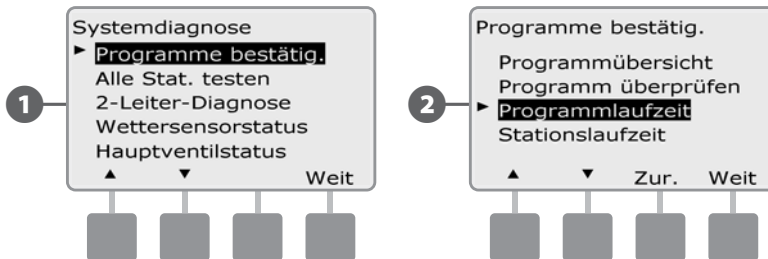 1
Systemdiagnose
► Programme bestätig.
Alle Stat. testen
2-Leiter-Diagnose
Wettersensorstatus
Hauptventilstatus
▲ ▼ Weit
2
Programme bestätig.
Programmübersicht
Programm überprüfen
► Programmlaufzeit
Stationslaufzeit
▲ ▼ Zur. Weit